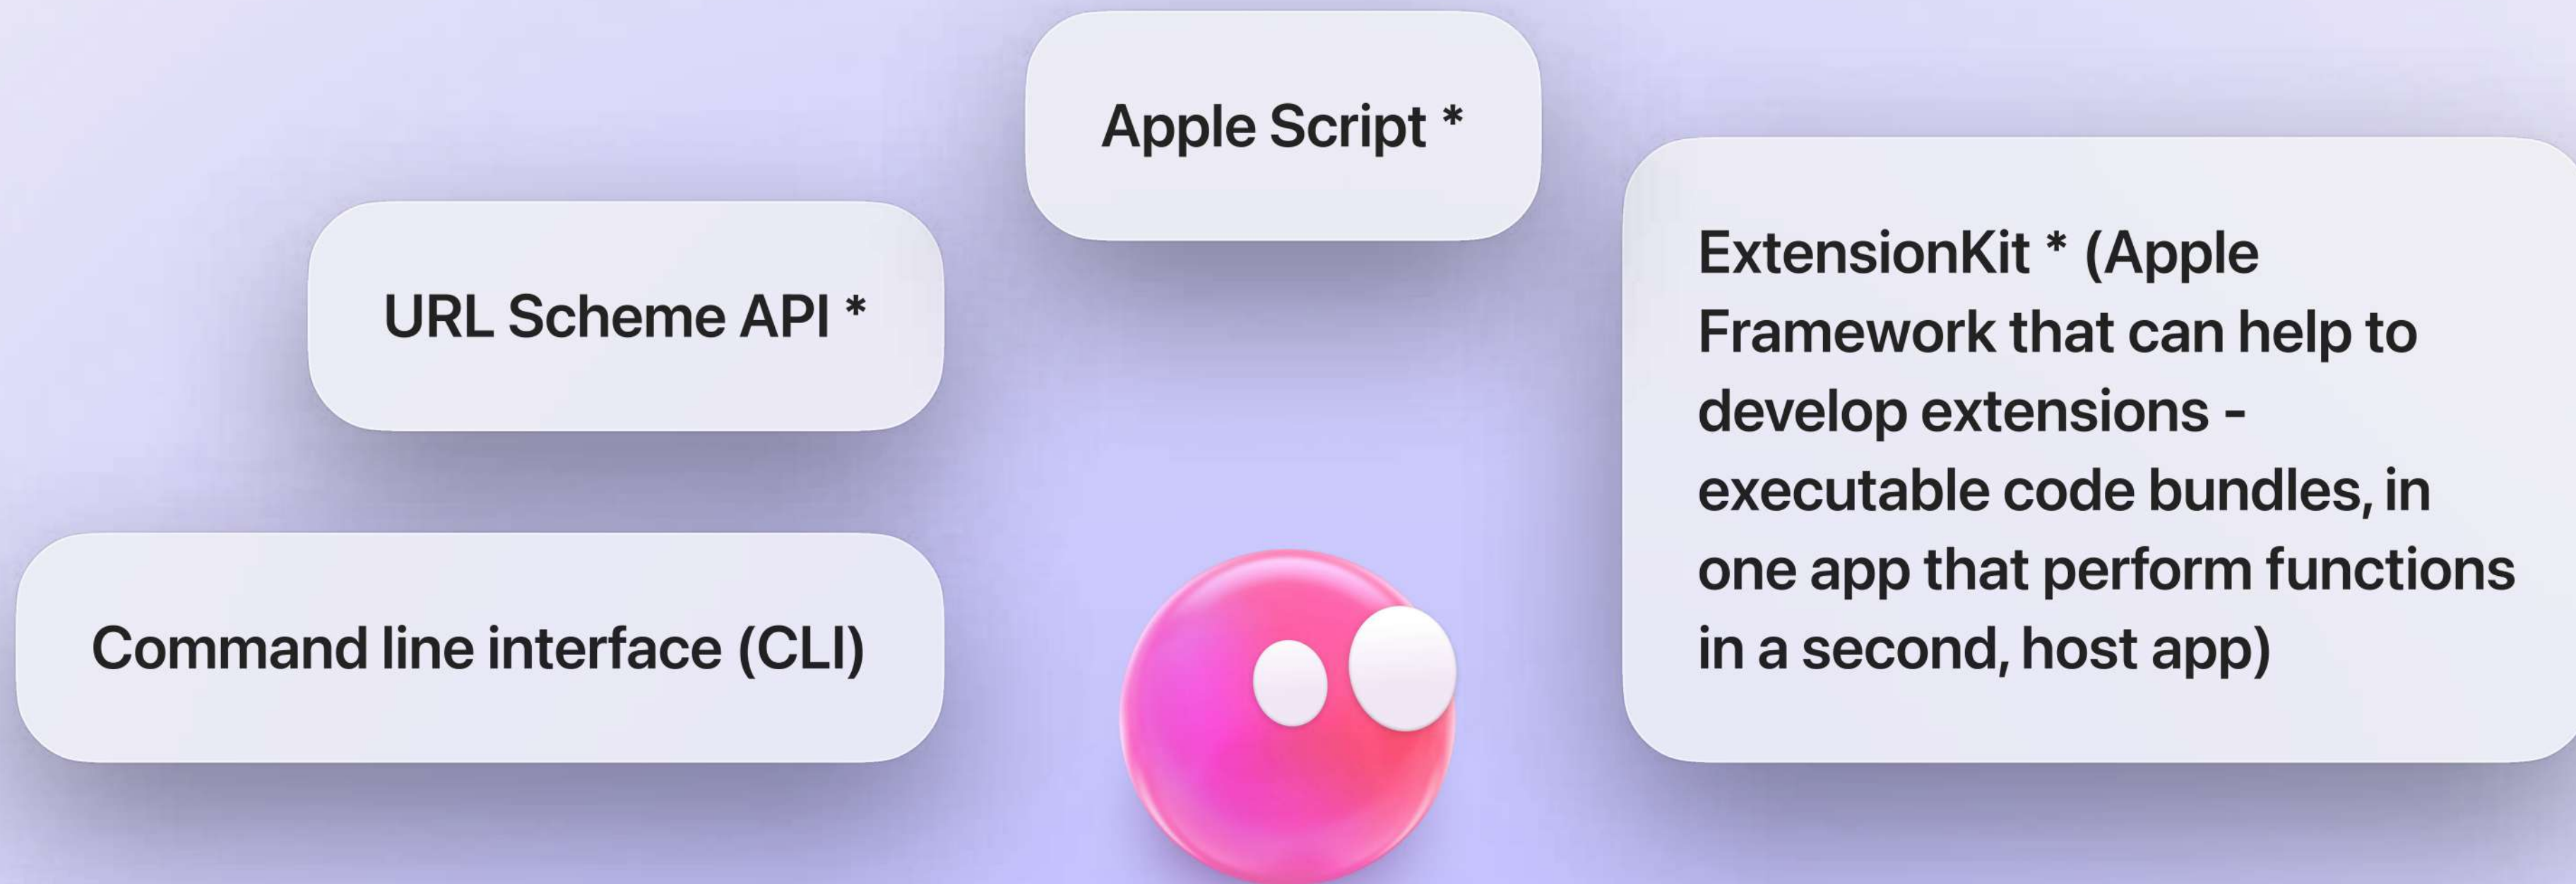 Apple Script *
URL Scheme API *
Command line interface (CLI)
ExtensionKit * (Apple
Framework that can help to
develop extensions -
executable code bundles, in
one app that perform functions
in a second, host app)